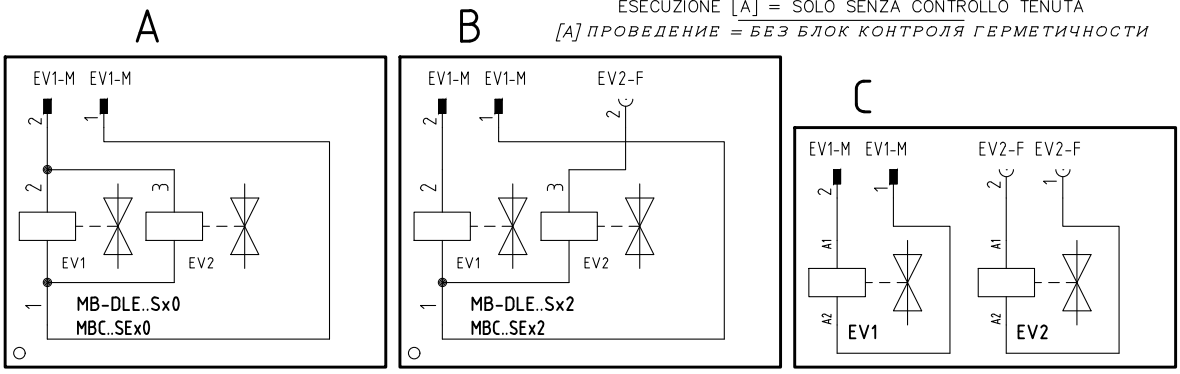 ESECUZIONE [A] = SOLO SENZA CONTROLLO TENUTA
[A] ПРОВЕДЕНИЕ = БЕЗ БЛОК КОНТРОЛЯ ГЕРМЕТИЧНОСТИ
A
EV1-M EV1-M
2 1
2 3
EV1 EV2
1
MB-DLE..Sx0
MBC..SEx0
B
EV1-M EV1-M EV2-F
2 1 2
2 3
EV1 EV2
1
MB-DLE..Sx2
MBC..SEx2
C
EV1-M EV1-M EV2-F EV2-F
2 1 2 1
A1 A1
A2 A2
EV1 EV2